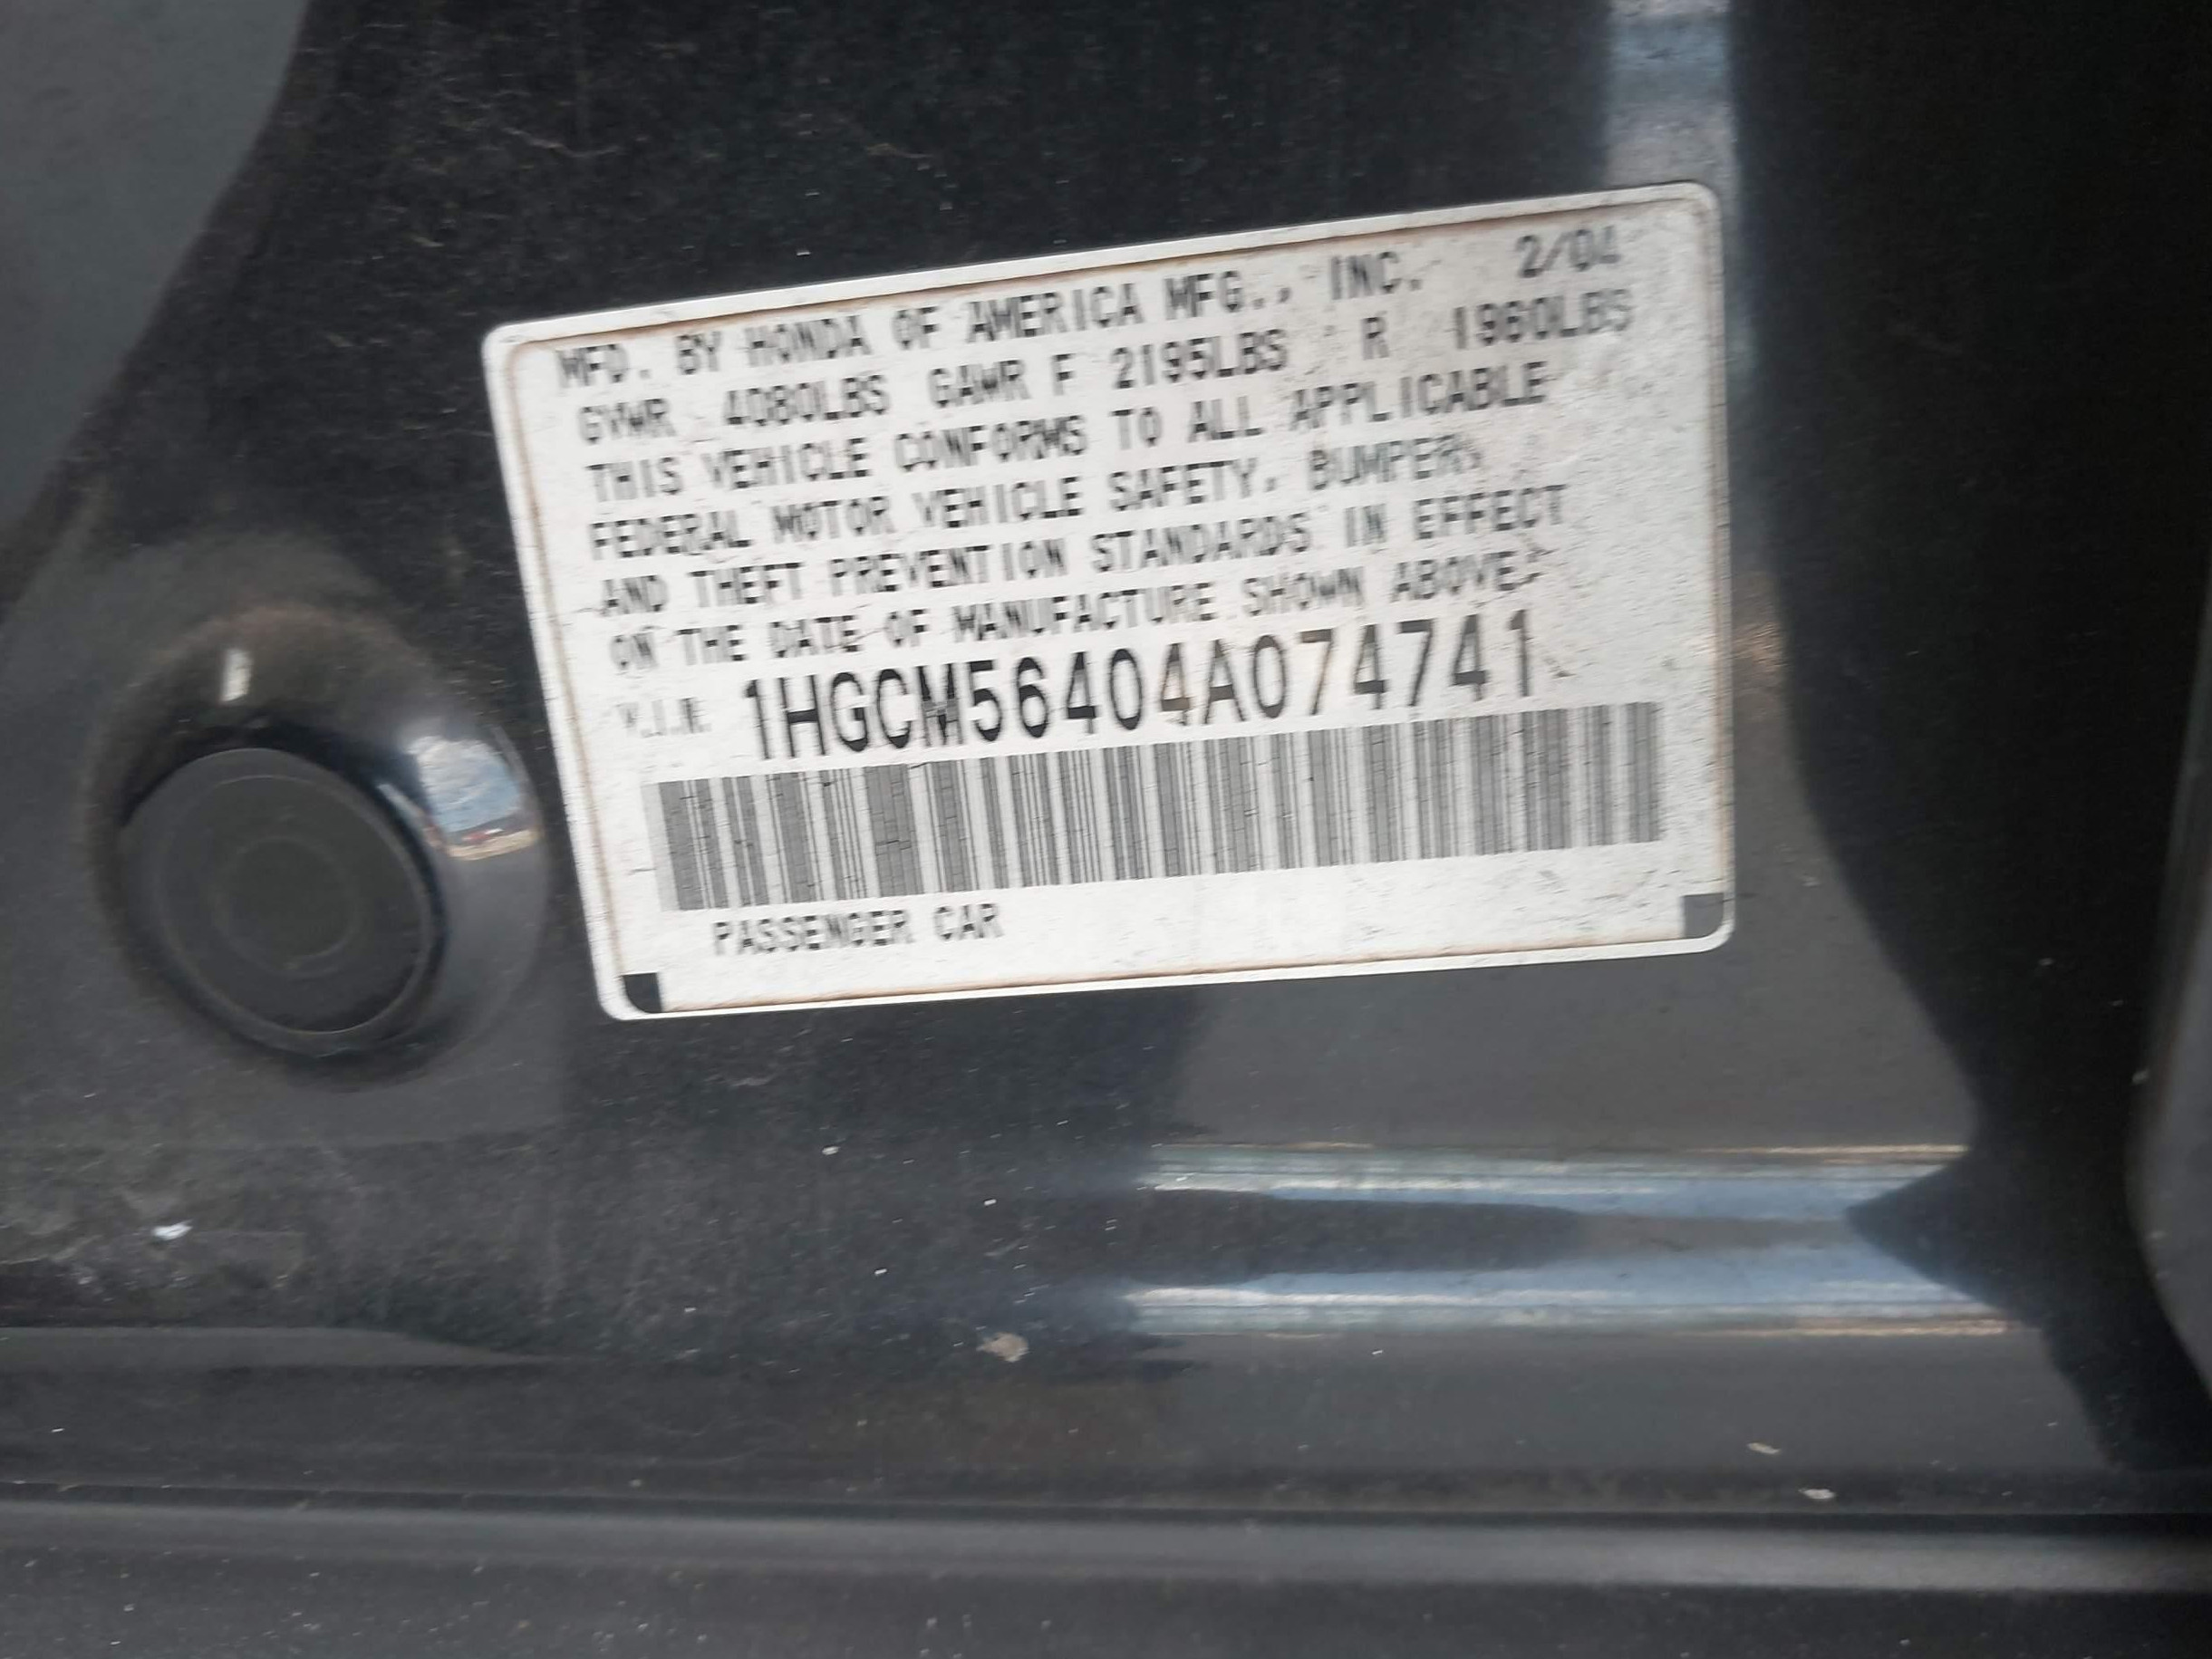 MFD. BY HONDA OF AMERICA MFG., INC. 2/04
GVWR 4080LBS GAWR F 2195LBS R 1960LBS
THIS VEHICLE CONFORMS TO ALL APPLICABLE
FEDERAL MOTOR VEHICLE SAFETY, BUMPER,
AND THEFT PREVENTION STANDARDS IN EFFECT
ON THE DATE OF MANUFACTURE SHOWN ABOVE.
V.I.N. 1HGCM56404A074741
PASSENGER CAR